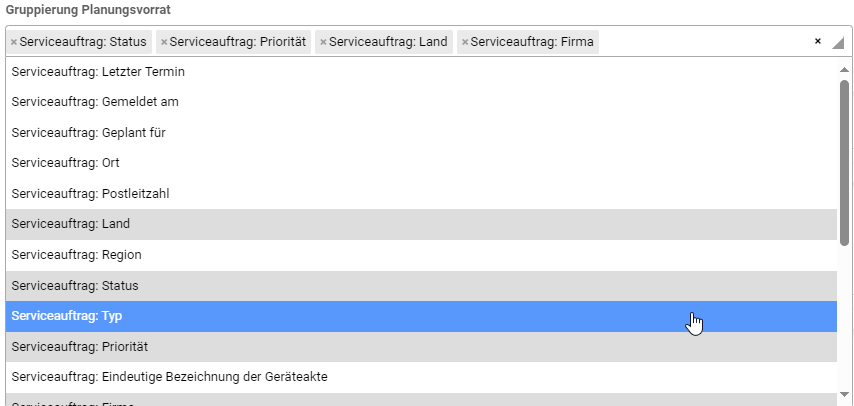 Gruppierung Planungsvorrat
× Serviceauftrag: Status × Serviceauftrag: Priorität × Serviceauftrag: Land × Serviceauftrag: Firma ×
Serviceauftrag: Letzter Termin
Serviceauftrag: Gemeldet am
Serviceauftrag: Geplant für
Serviceauftrag: Ort
Serviceauftrag: Postleitzahl
Serviceauftrag: Land
Serviceauftrag: Region
Serviceauftrag: Status
Serviceauftrag: Typ
Serviceauftrag: Priorität
Serviceauftrag: Eindeutige Bezeichnung der Geräteakte
Serviceauftrag: Firma